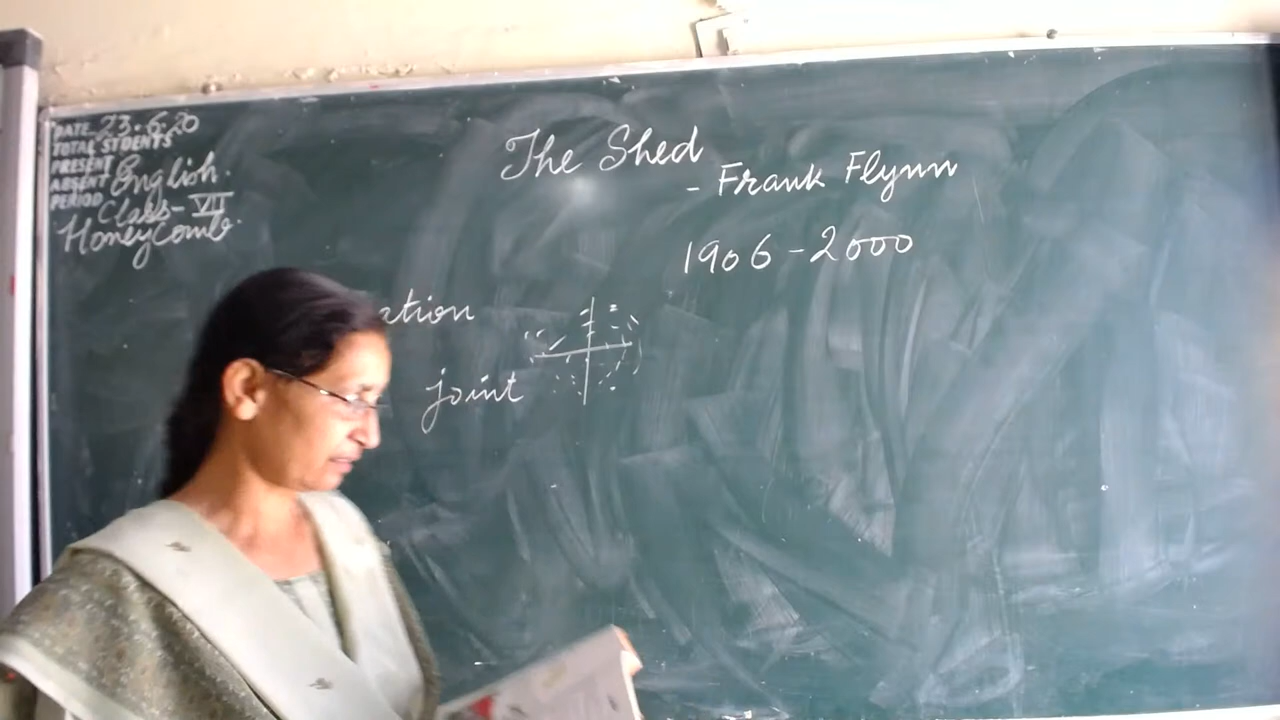 DATE 23.6.20
TOTAL STDENTS
PRESENT
ABSENT English.
PERIOD Class-VII
Honeycomb.
The Shed
- Frank Flynn
1906-2000
ation
joint